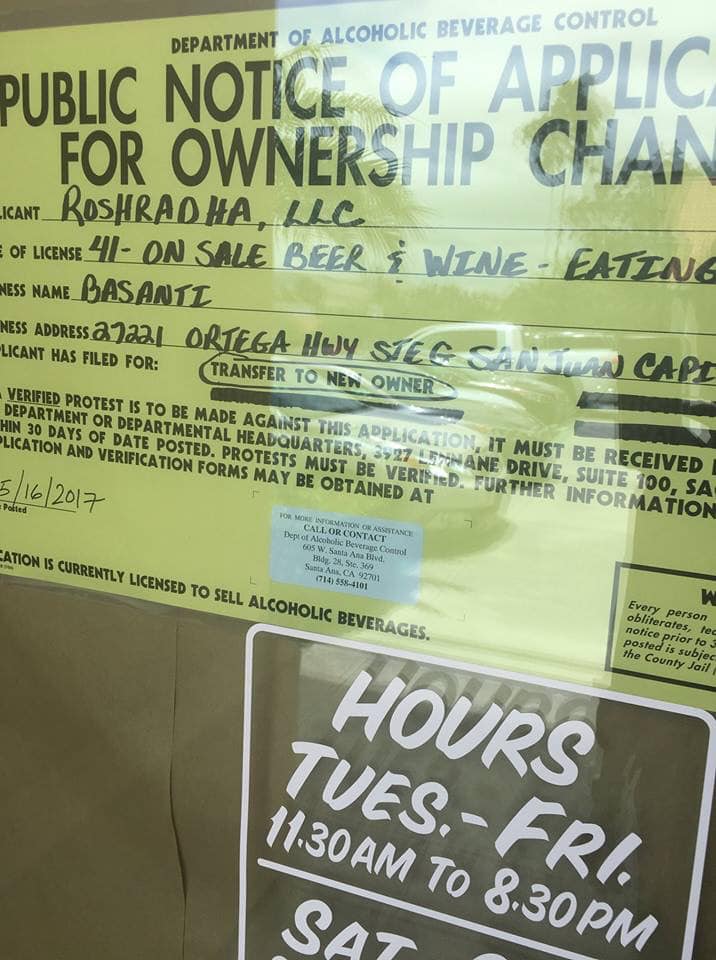 DEPARTMENT OF ALCOHOLIC BEVERAGE CONTROL
PUBLIC NOTICE OF APPLICA
FOR OWNERSHIP CHAN
LICANT ROSHRADHA, LLC
E OF LICENSE 41- ON SALE BEER & WINE - EATING
NESS NAME BASANTI
NESS ADDRESS 27221 ORTEGA HWY STE G SAN JUAN CAPI
LICANT HAS FILED FOR:
TRANSFER TO NEW OWNER
VERIFIED PROTEST IS TO BE MADE AGAINST THIS APPLICATION, IT MUST BE RECEIVED
DEPARTMENT OR DEPARTMENTAL HEADQUARTERS, 3927 LENNANE DRIVE, SUITE 100, SA
HIN 30 DAYS OF DATE POSTED. PROTESTS MUST BE VERIFIED. FURTHER INFORMATION
PLICATION AND VERIFICATION FORMS MAY BE OBTAINED AT
5/16/2017
Posted
FOR MORE INFORMATION OR ASSISTANCE
CALL OR CONTACT
Dept of Alcoholic Beverage Control
605 W. Santa Ana Blvd.
Bldg. 28, Ste. 369
Santa Ana, CA 92701
(714) 558-4101
CATION IS CURRENTLY LICENSED TO SELL ALCOHOLIC BEVERAGES.
W
Every person
obliterates, tea
notice prior to 3
posted is subjec
the County Jail
HOURS
TUES.-FRI.
11.30AM TO 8.30PM
SAT